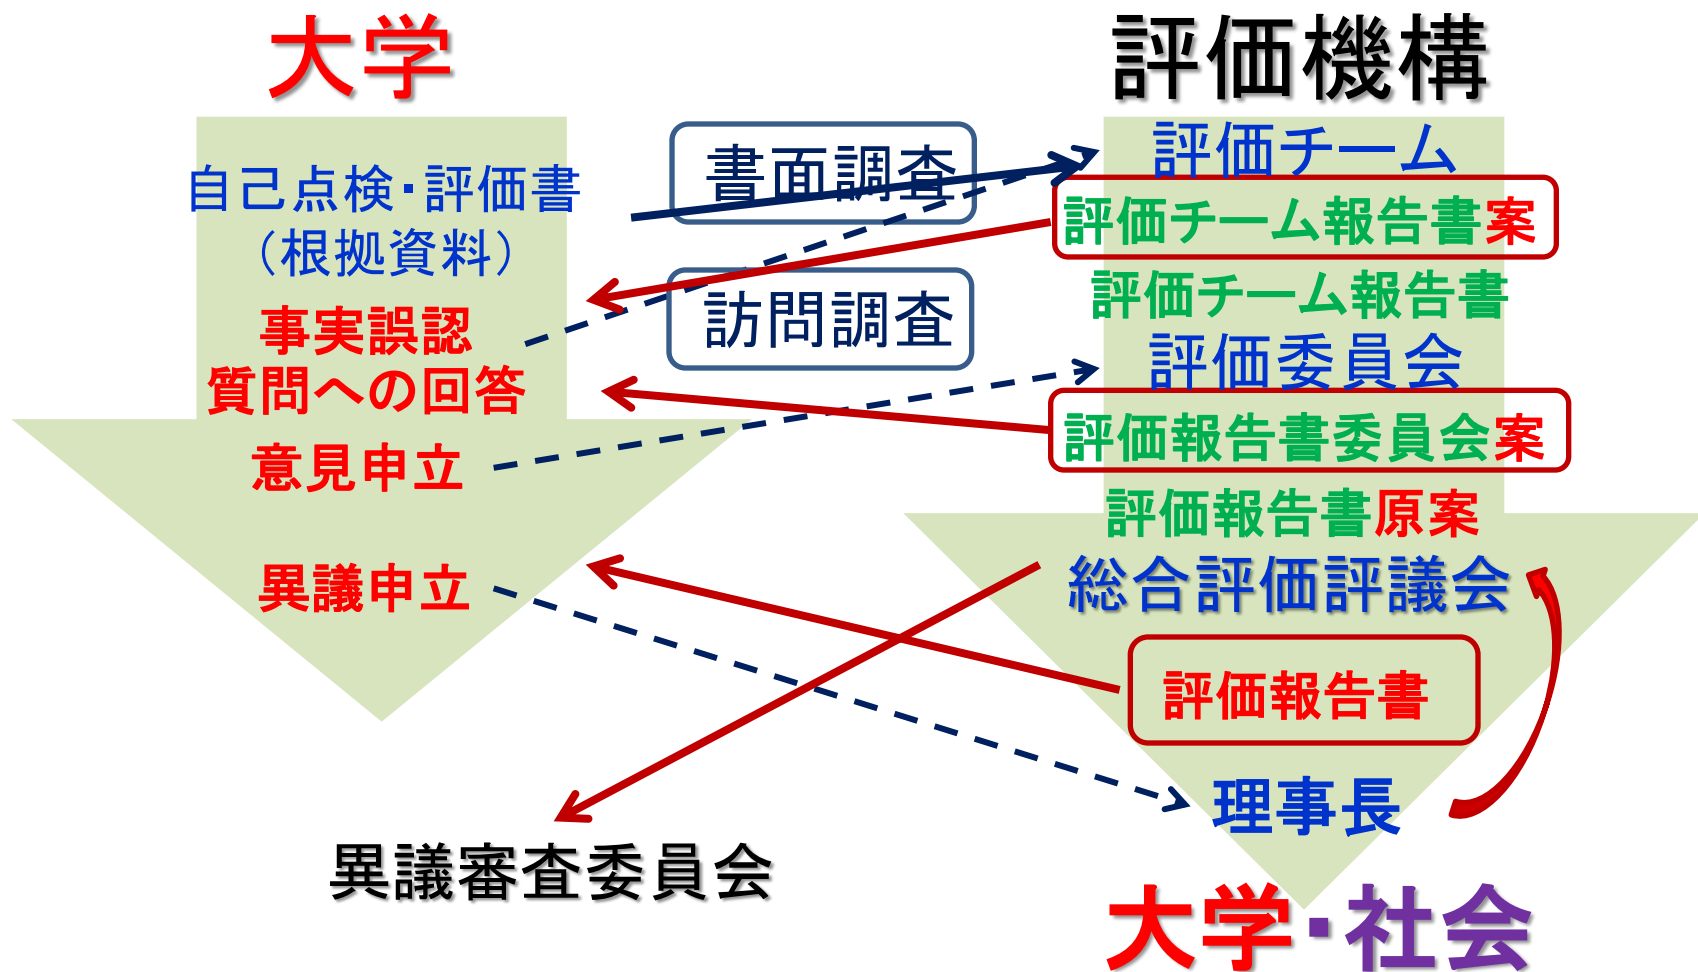 大学
自己点検・評価書
（根拠資料）
事実誤認
質問への回答
意見申立
異議申立
書面調査
訪問調査
異議審査委員会
評価機構
評価チーム
評価チーム報告書案
評価チーム報告書
評価委員会
評価報告書委員会案
評価報告書原案
総合評価評議会
評価報告書
理事長
大学・社会